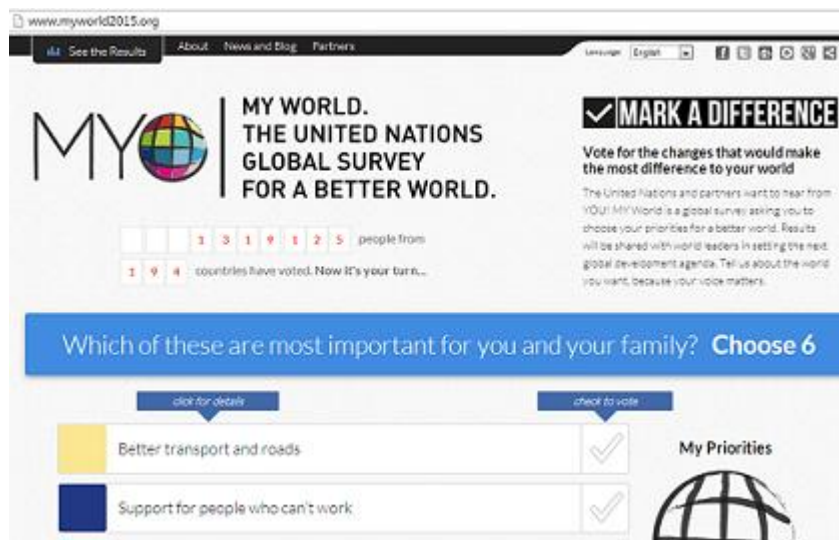 www.myworld2015.org
See the Results About News and Blog Partners
Language English
MY
MY WORLD.
THE UNITED NATIONS
GLOBAL SURVEY
FOR A BETTER WORLD.
1 3 1 9 1 2 5 people from
1 9 4 countries have voted. Now it's your turn...
MARK A DIFFERENCE
Vote for the changes that would make
the most difference to your world
The United Nations and partners want to hear from
YOU! MY World is a global survey asking you to
choose your priorities for a better world. Results
will be shared with world leaders in setting the next
global development agenda. Tell us about the world
you want, because your voice matters.
Which of these are most important for you and your family? Choose 6
click for details
check to vote
Better transport and roads
Support for people who can't work
My Priorities